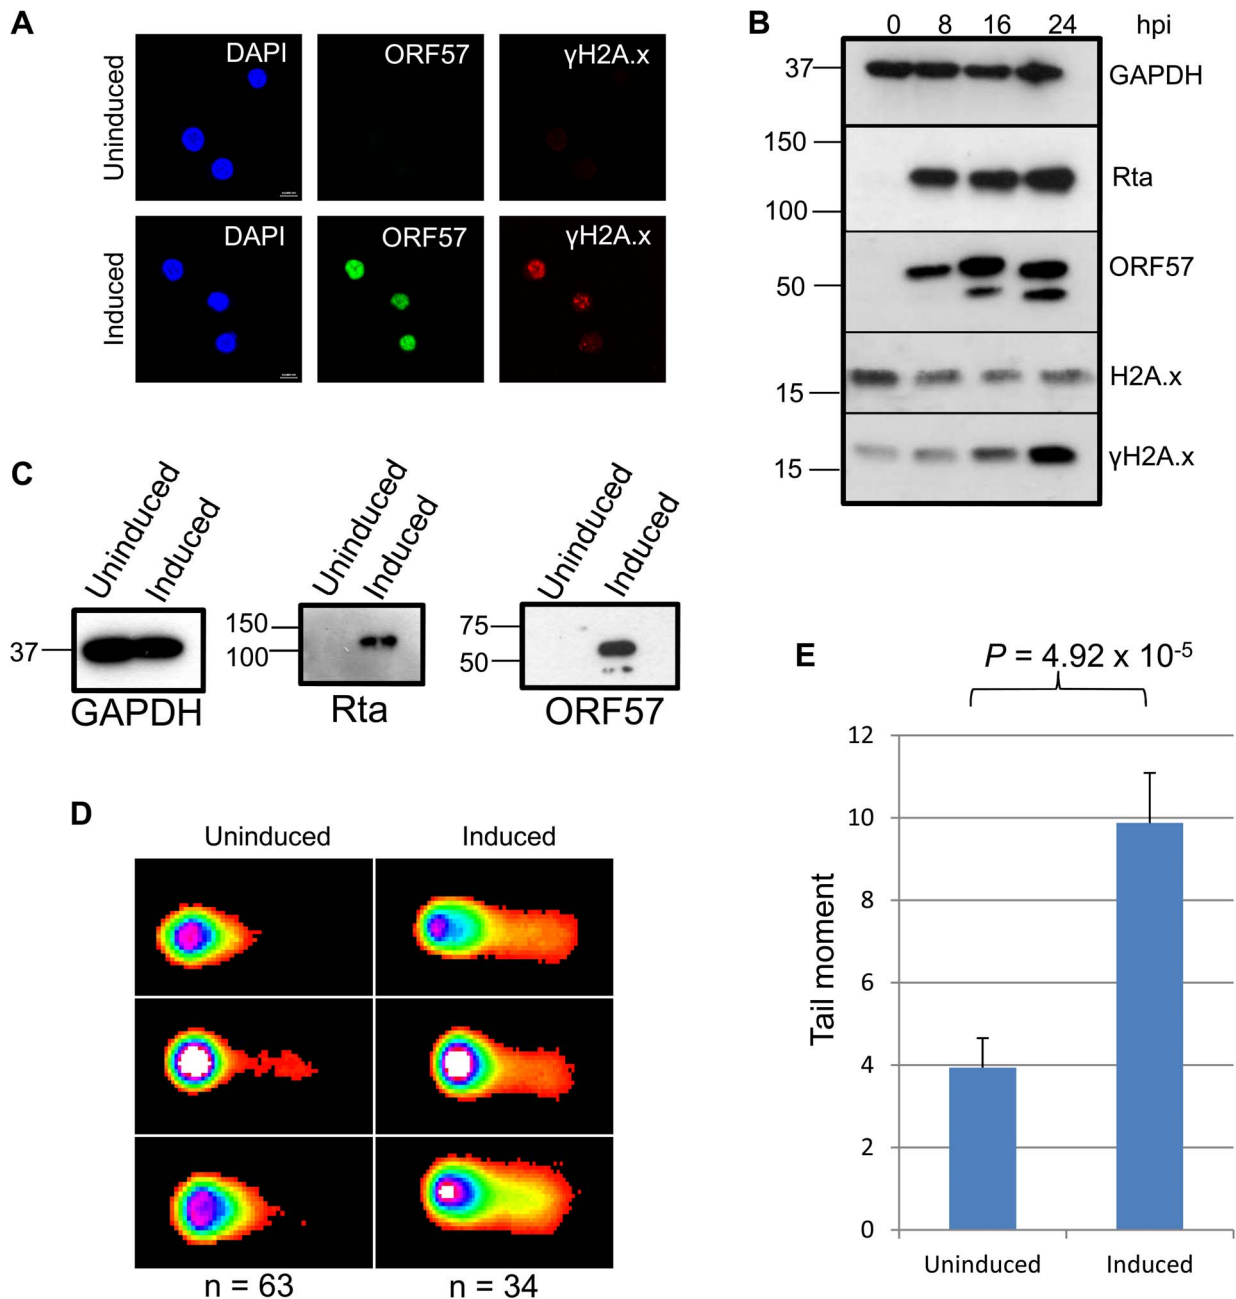 A
DAPI
ORF57
γH2A.x
Uninduced
DAPI
ORF57
γH2A.x
Induced
B
0 8 16 24 hpi
37
GAPDH
150
Rta
100
ORF57
50
H2A.x
15
γH2A.x
15
C
Uninduced
Induced
37
GAPDH
Uninduced
Induced
150
100
Rta
Uninduced
Induced
75
50
ORF57
D
Uninduced Induced
n = 63 n = 34
E
P = 4.92 x 10-5
12
10
8
6
4
2
0
Tail moment
Uninduced Induced